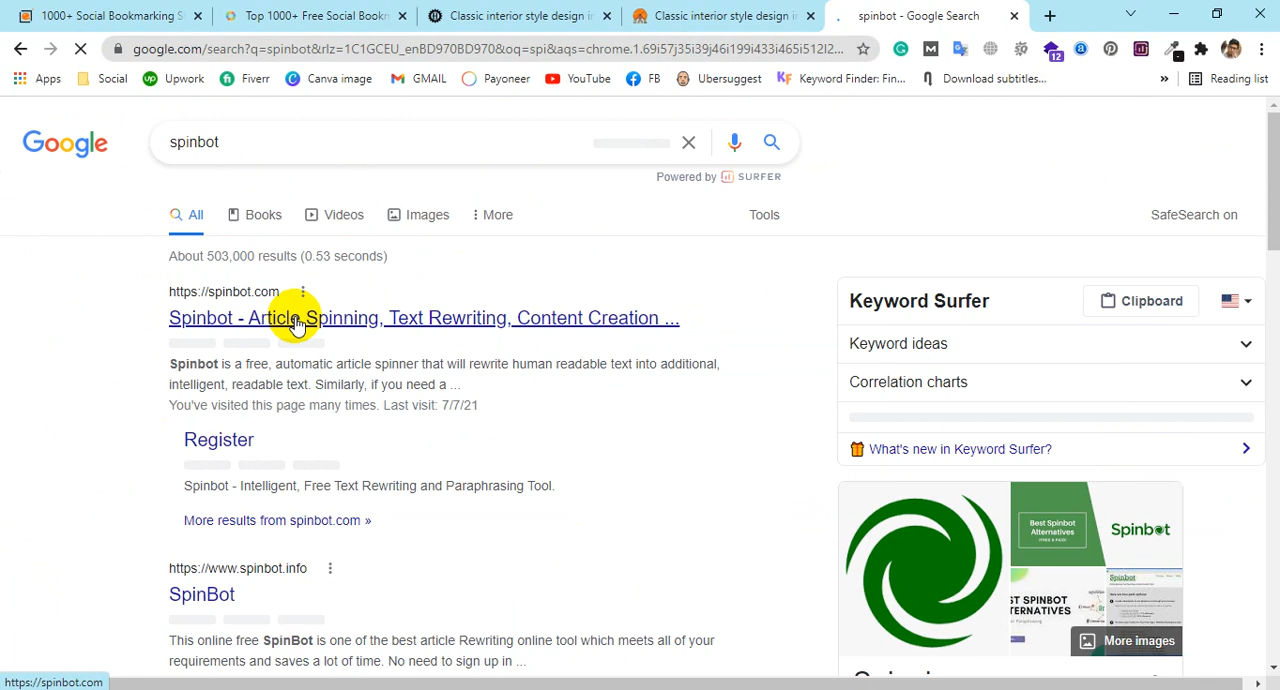 1000+ Social Bookmarking S
Top 1000+ Free Social Bookm
Classic interior style design in
Classic interior style design in
spinbot - Google Search
google.com/search?q=spinbot&rlz=1C1GCEU_enBD970BD970&oq=spi&aqs=chrome.1.69i57j35i39j46i199i433i465i512l2...
12
Apps
Social
Upwork
Fiverr
Canva image
GMAIL
Payoneer
YouTube
FB
Ubersuggest
Keyword Finder: Fin...
Download subtitles...
»
Reading list
Google
spinbot
Powered by SURFER
All
Books
Videos
Images
More
Tools
SafeSearch on
About 503,000 results (0.53 seconds)
https://spinbot.com
Spinbot - Article Spinning, Text Rewriting, Content Creation ...
Spinbot is a free, automatic article spinner that will rewrite human readable text into additional,
intelligent, readable text. Similarly, if you need a ...
You've visited this page many times. Last visit: 7/7/21
Register
Spinbot - Intelligent, Free Text Rewriting and Paraphrasing Tool.
More results from spinbot.com »
https://www.spinbot.info
SpinBot
This online free SpinBot is one of the best Article Rewriting online tool which meets all of your
requirements and saves a lot of time. No need to sign up in ...
Keyword Surfer
Clipboard
Keyword ideas
Correlation charts
What's new in Keyword Surfer?
Best Spinbot
Alternatives
(FREE & PAID)
Spinbot
ST SPINBOT
TERNATIVES
Spinbot
More images
https://spinbot.com